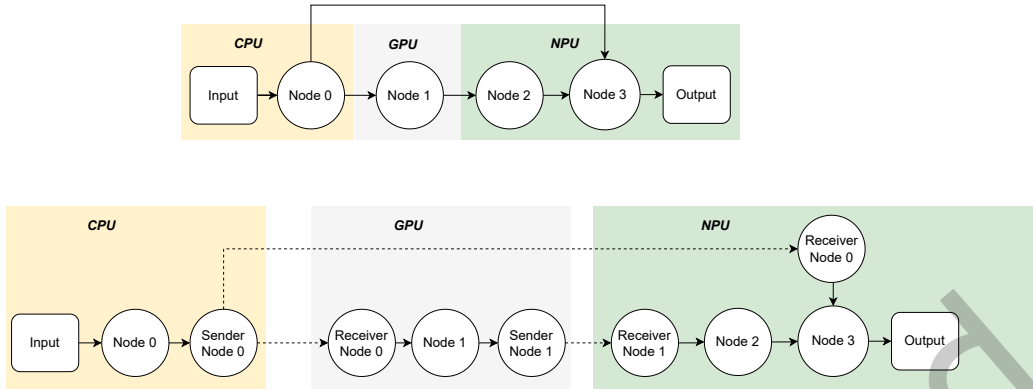 CPU
GPU
NPU
Input
Node 0
Node 1
Node 2
Node 3
Output
CPU
GPU
NPU
Receiver
Node 0
Input
Node 0
Sender
Node 0
Receiver
Node 0
Node 1
Sender
Node 1
Receiver
Node 1
Node 2
Node 3
Output